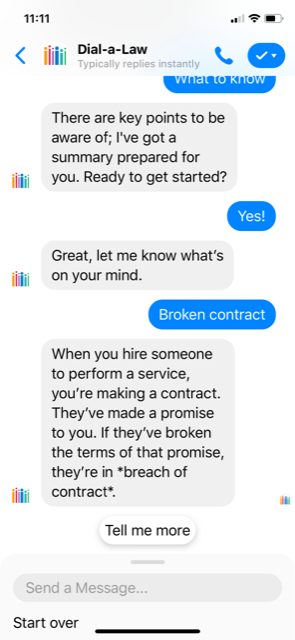 11:11
Dial-a-Law
Typically replies instantly
What to know
There are key points to be
aware of; I've got a
summary prepared for
you. Ready to get started?
Yes!
Great, let me know what's
on your mind.
Broken contract
When you hire someone
to perform a service,
you're making a contract.
They've made a promise
to you. If they've broken
the terms of that promise,
they're in *breach of
contract*.
Tell me more
Send a Message...
Start over